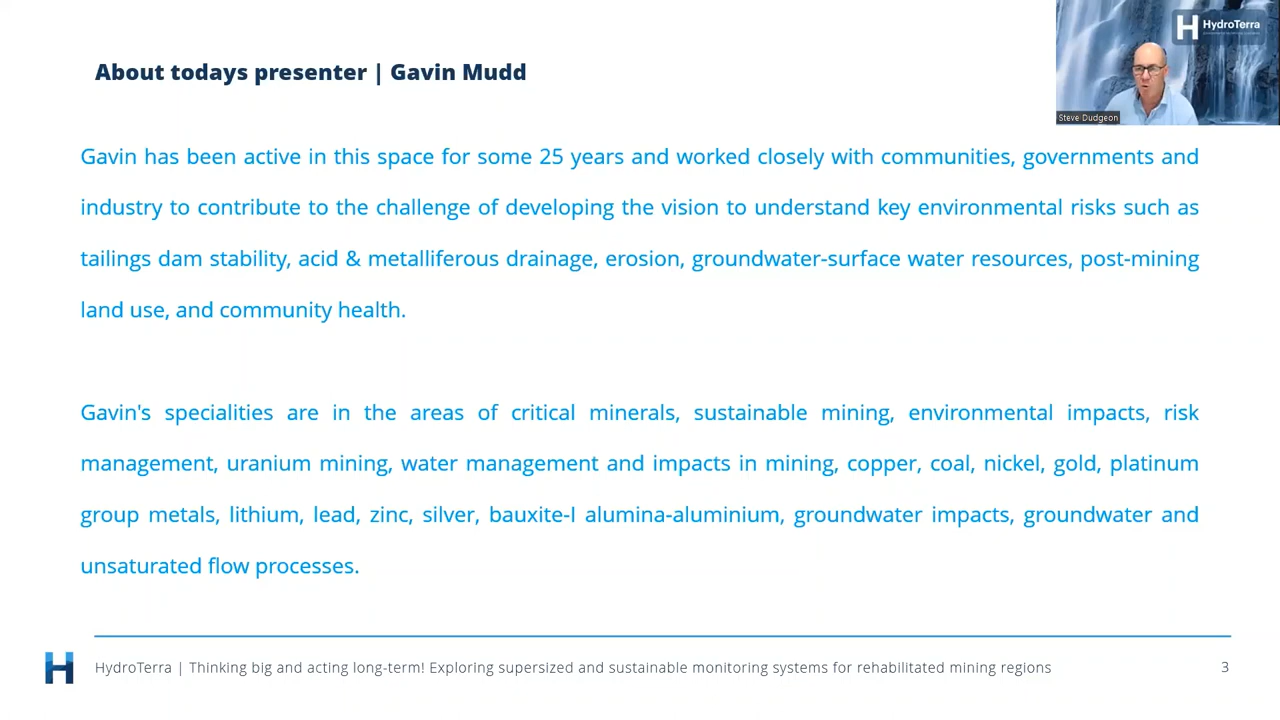 HydroTerra
Steve Dudgeon
About todays presenter | Gavin Mudd
Gavin has been active in this space for some 25 years and worked closely with communities, governments and
industry to contribute to the challenge of developing the vision to understand key environmental risks such as
tailings dam stability, acid & metalliferous drainage, erosion, groundwater-surface water resources, post-mining
land use, and community health.
Gavin's specialities are in the areas of critical minerals, sustainable mining, environmental impacts, risk
management, uranium mining, water management and impacts in mining, copper, coal, nickel, gold, platinum
group metals, lithium, lead, zinc, silver, bauxite-I alumina-aluminium, groundwater impacts, groundwater and
unsaturated flow processes.
HydroTerra | Thinking big and acting long-term! Exploring supersized and sustainable monitoring systems for rehabilitated mining regions
3